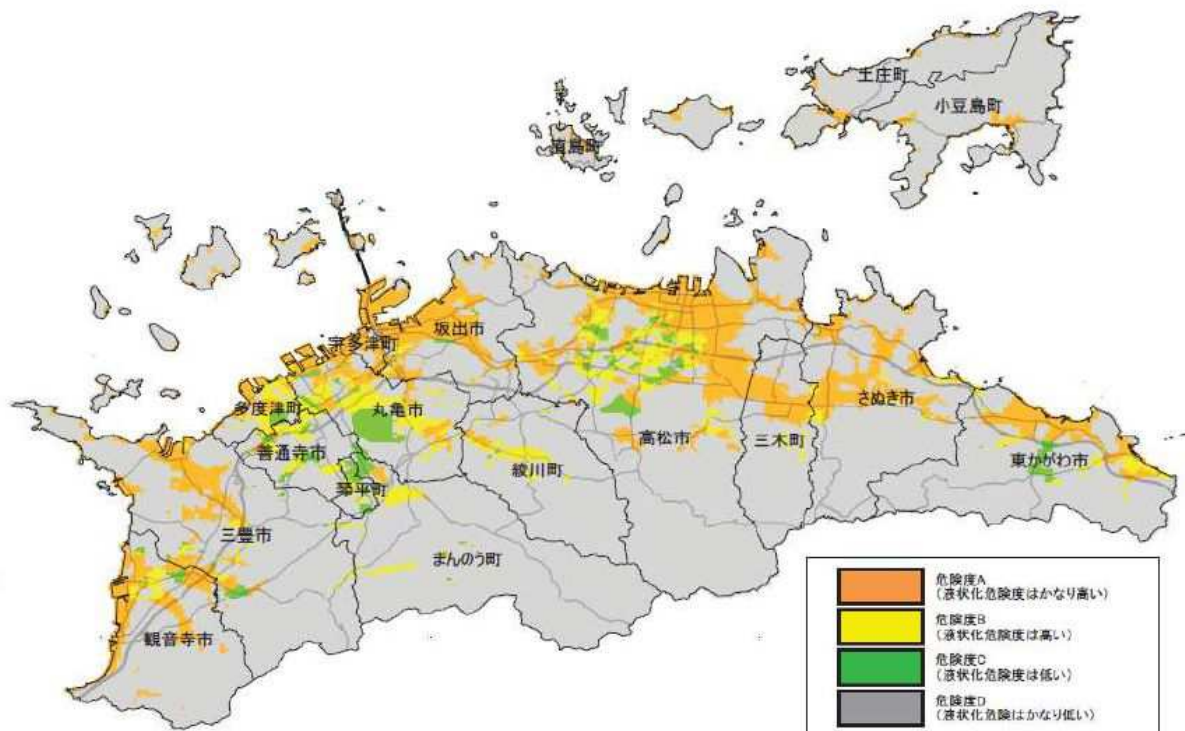 土庄町
小豆島町
直島町
坂出市
宇多津町
多度津町
丸亀市
さぬき市
高松市
三木町
善通寺市
綾川町
東かがわ市
琴平町
三豊市
まんのう町
観音寺市
危険度A
(液状化危険度はかなり高い)
危険度B
(液状化危険度は高い)
危険度C
(液状化危険度は低い)
危険度D
(液状化危険はかなり低い)